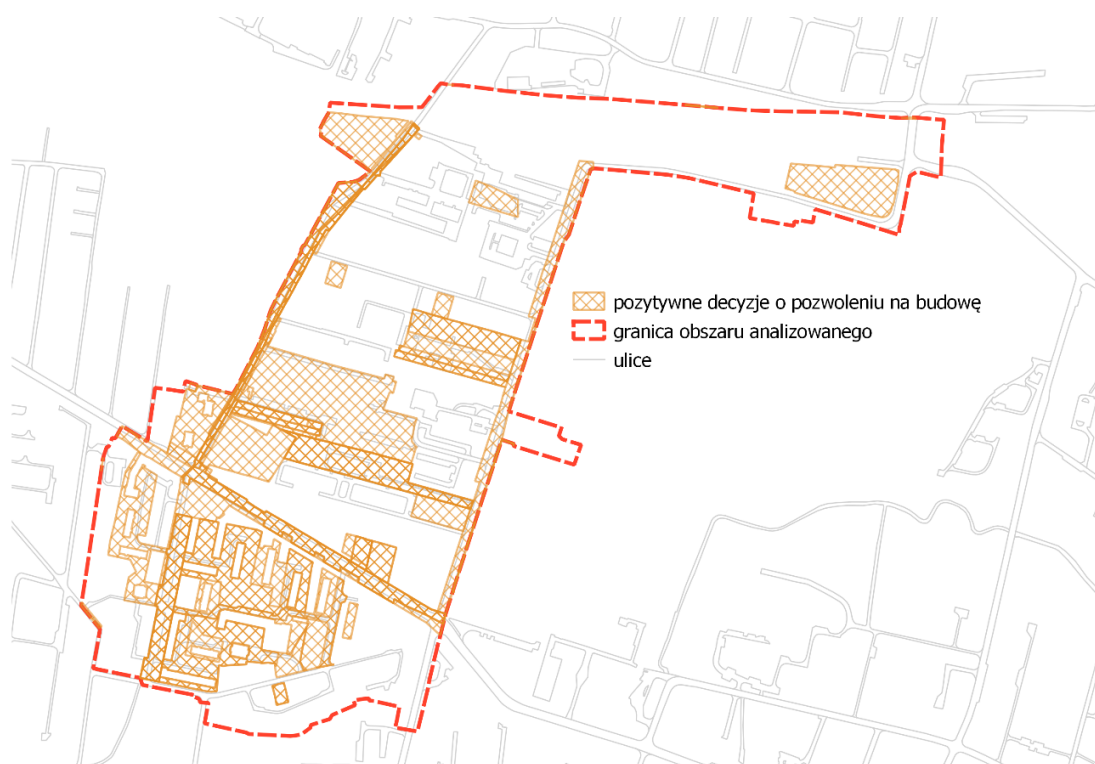 pozytywne decyzje o pozwoleniu na budowę
granica obszaru analizowanego
ulice